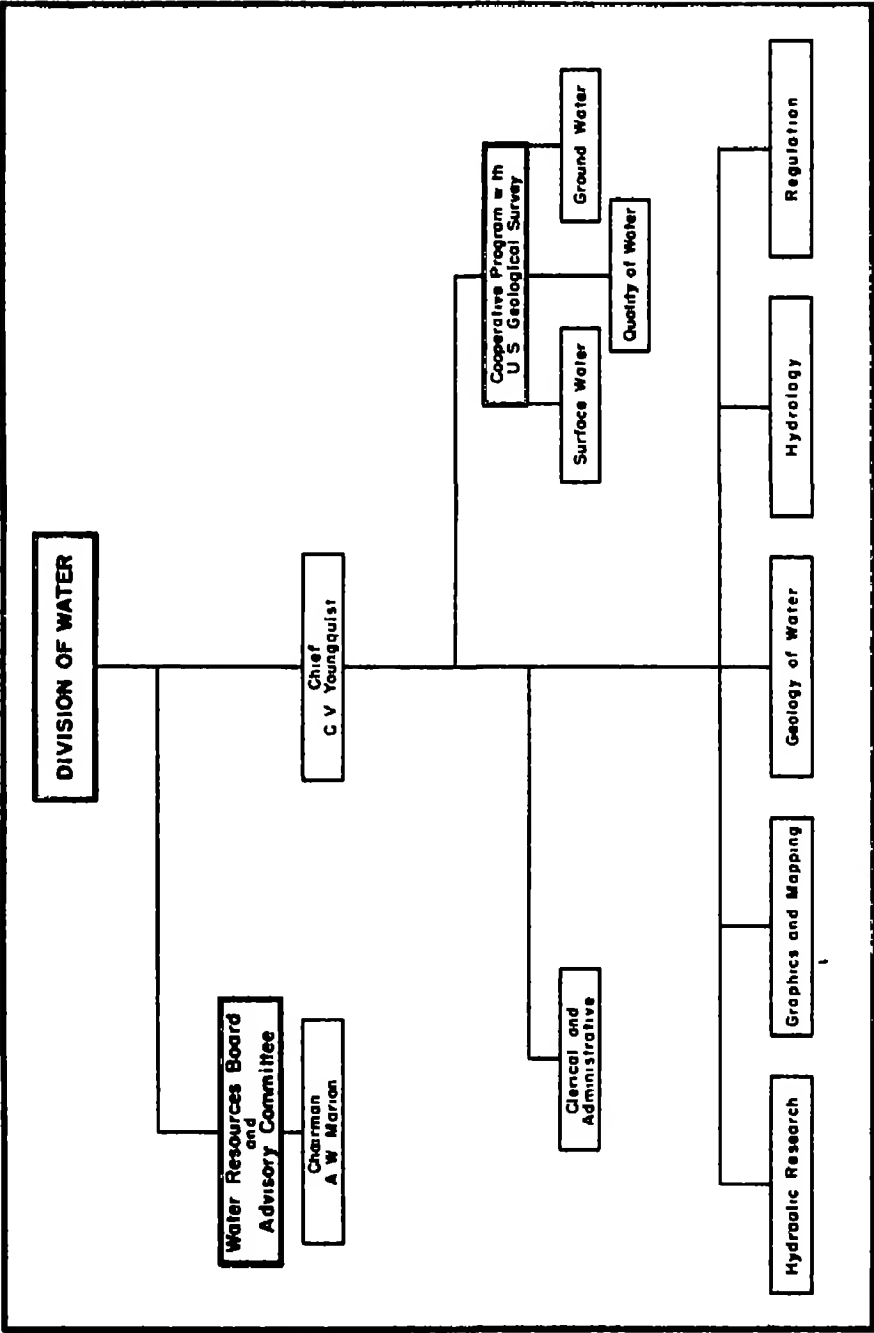 DIVISION OF WATER
Water Resources Board
and
Advisory Committee
Chairman
A W Marion
Chief
C V Youngquist
Cooperative Program with
U S Geological Survey
Clerical and
Administrative
Surface Water
Ground Water
Quality of Water
Hydraulic Research
Graphics and Mapping
Geology of Water
Hydrology
Regulation